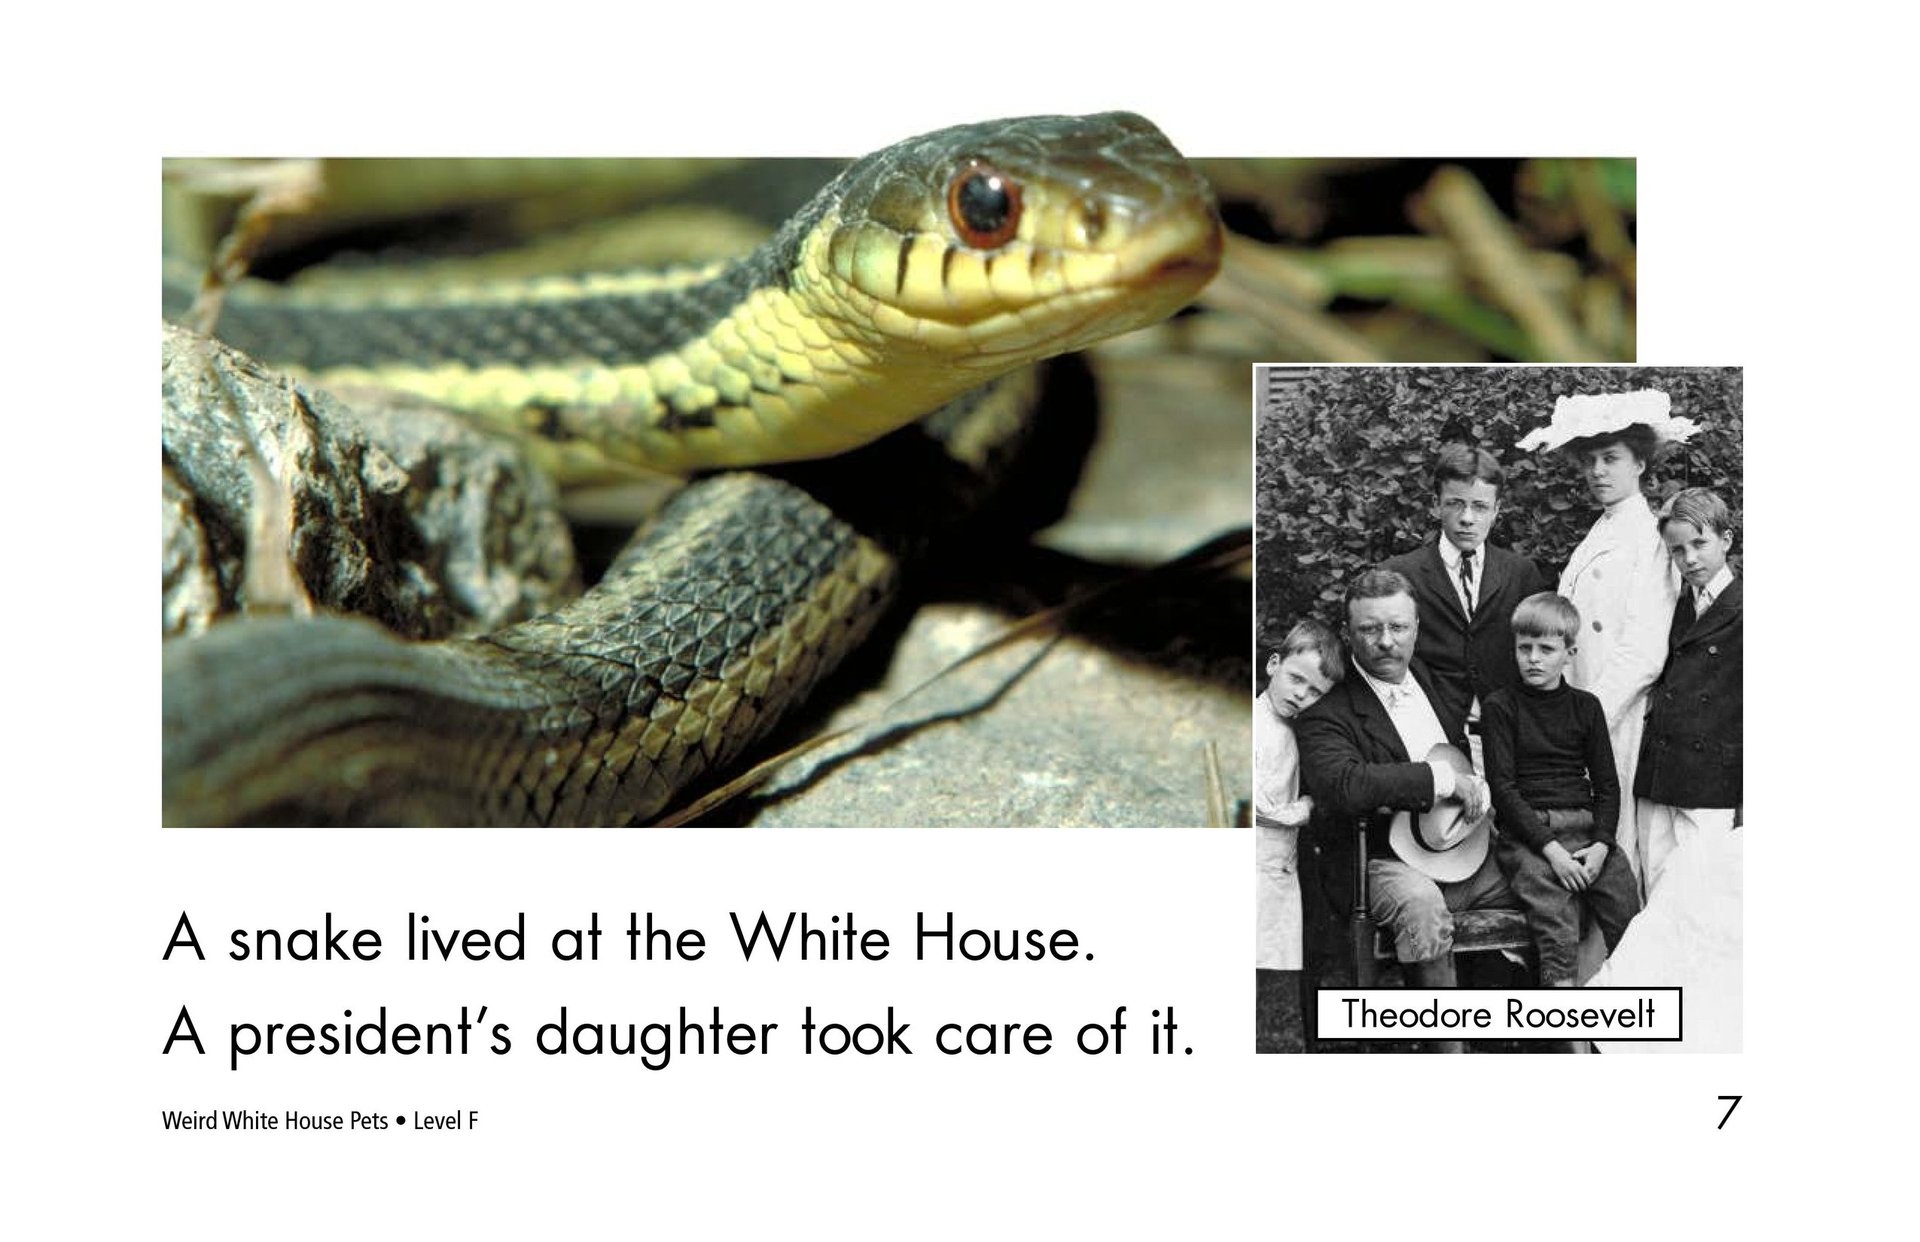 Theodore Roosevelt
A snake lived at the White House.
A president's daughter took care of it.
Weird White House Pets • Level F
7